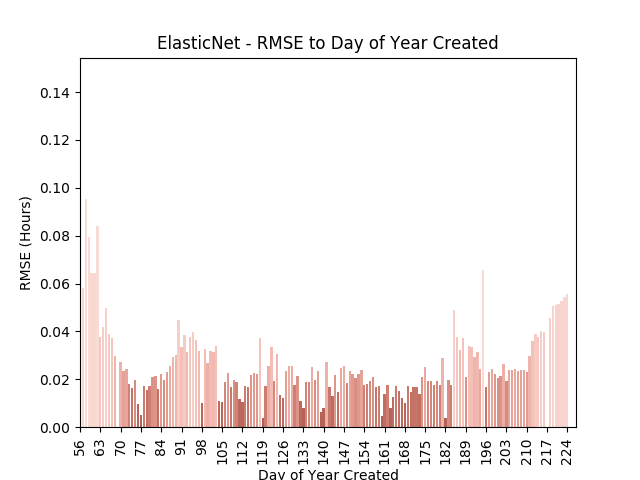 ElasticNet - RMSE to Day of Year Created
RMSE (Hours)
0.14
0.12
0.10
0.08
0.06
0.04
0.02
0.00
56 63 70 77 84 91 98 105 112 119 126 133 140 147 154 161 168 175 182 189 196 203 210 217 224
Day of Year Created